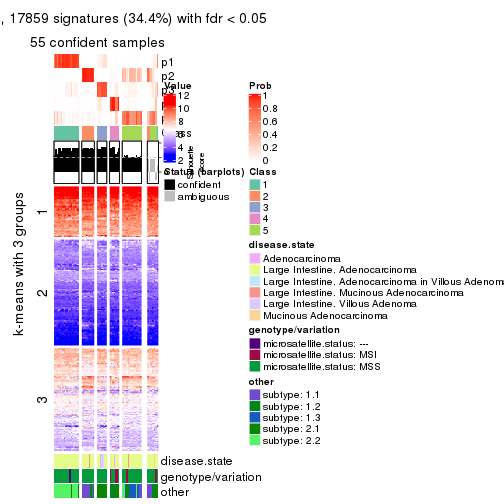 , 17859 signatures (34.4%) with fdr < 0.05
55 confident samples
p1
p2
Value
12
10
8
6
4
2
Prob
1
0.8
0.6
0.4
0.2
0
Silhouette
score
Status (barplots)
confident
ambiguous
Class
1
2
3
4
5
k-means with 3 groups
1
2
3
disease.state
Adenocarcinoma
Large Intestine. Adenocarcinoma
Large Intestine. Adenocarcinoma in Villous Adenom
Large Intestine. Mucinous Adenocarcinoma
Large Intestine. Villous Adenoma
Mucinous Adenocarcinoma
genotype/variation
microsatellite.status: ---
microsatellite.status: MSI
microsatellite.status: MSS
other
subtype: 1.1
subtype: 1.2
subtype: 1.3
subtype: 2.1
subtype: 2.2
disease.state
genotype/variation
other